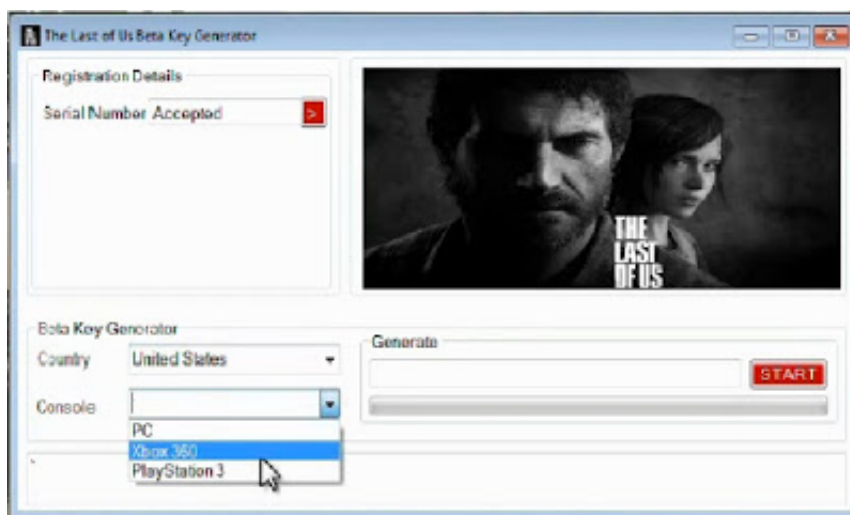 The Last of Us Beta Key Generator
Registration Details
Serial Number Accepted >
THE
LAST
OF US
Beta Key Generator
Country United States
Console
PC
Xbox 360
PlayStation 3
Generate
START